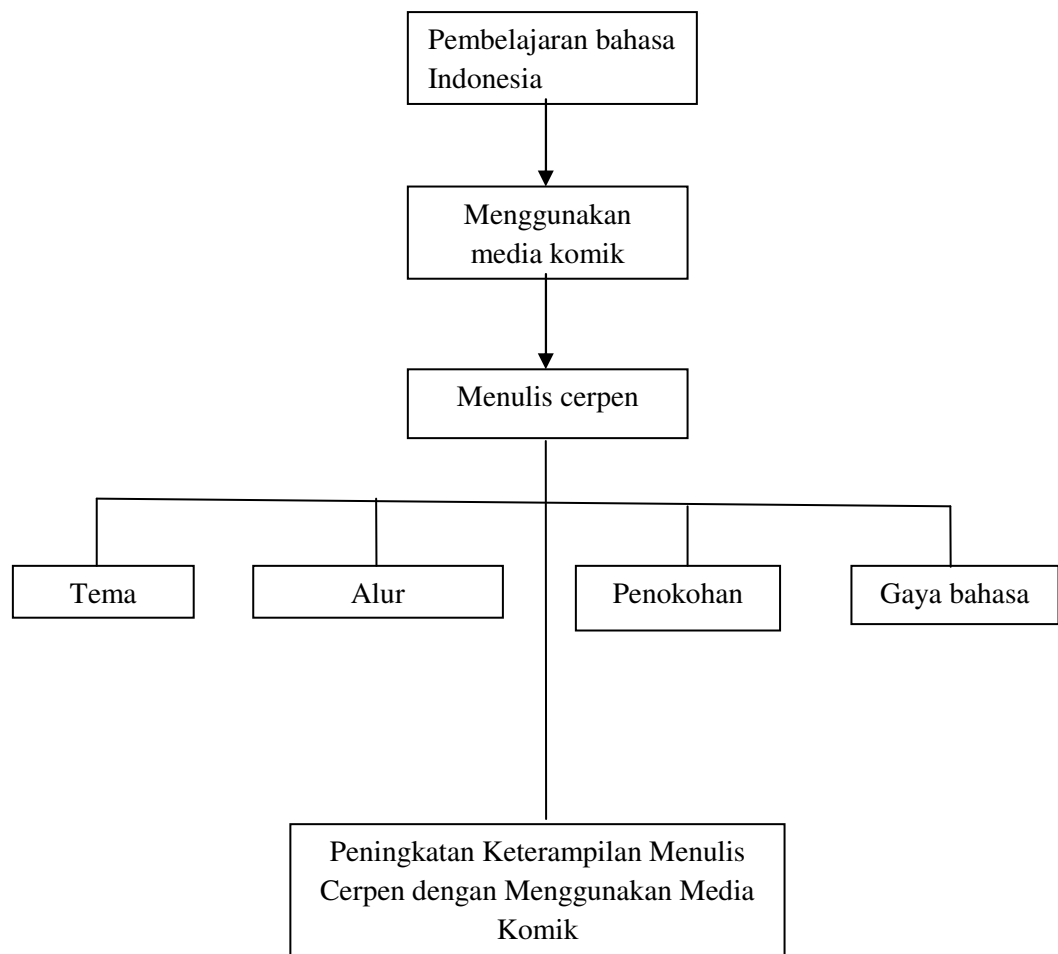 Pembelajaran bahasa
Indonesia
Menggunakan
media komik
Menulis cerpen
Tema
Alur
Penokohan
Gaya bahasa
Peningkatan Keterampilan Menulis
Cerpen dengan Menggunakan Media
Komik